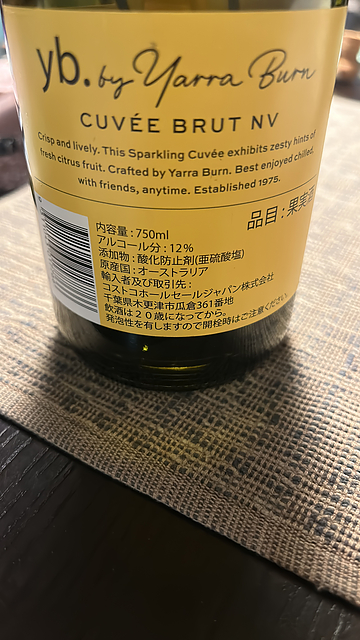 yb. by Yarra Burn
CUVÉE BRUT NV
Crisp and lively. This Sparkling Cuvée exhibits zesty hints of
fresh citrus fruit. Crafted by Yarra Burn. Best enjoyed chilled,
with friends, anytime. Established 1975.
品目:果実酒
内容量:750ml
アルコール分:12%
添加物:酸化防止剤(亜硫酸塩)
原産国:オーストラリア
輸入者及び取引先:
コストコホールセールジャパン株式会社
千葉県木更津市瓜倉361番地
飲酒は20歳になってから。
発泡性を有しますので開栓時はご注意ください。